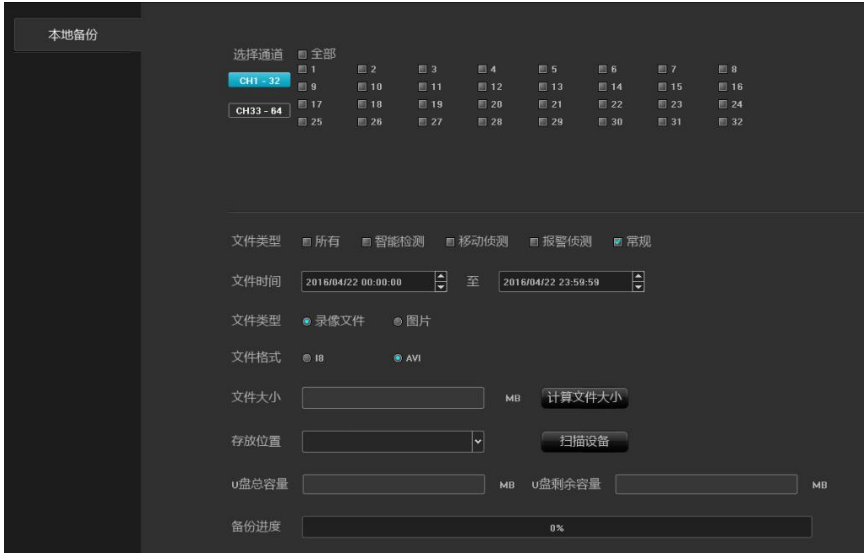 本地备份
选择通道 全部
1 2 3 4 5 6 7 8
CH1 - 32
9 10 11 12 13 14 15 16
17 18 19 20 21 22 23 24
CH33 - 64
25 26 27 28 29 30 31 32
文件类型 所有 智能检测 移动侦测 报警侦测 常规
文件时间 2016/04/22 00:00:00 至 2016/04/22 23:59:59
文件类型 录像文件 图片
文件格式 I8 AVI
文件大小 MB 计算文件大小
存放位置 扫描设备
U盘总容量 MB U盘剩余容量 MB
备份进度 0%